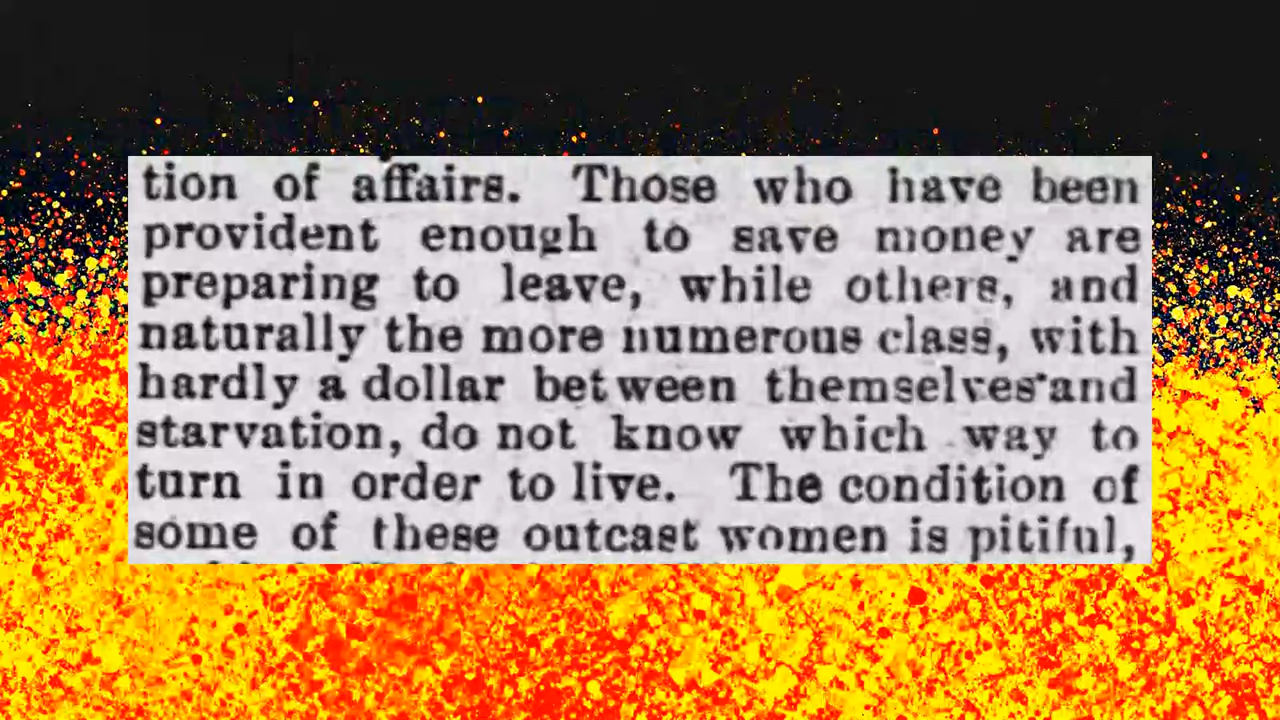 tion of affairs. Those who have been
provident enough to save money are
preparing to leave, while others, and
naturally the more numerous class, with
hardly a dollar between themselves and
starvation, do not know which way to
turn in order to live. The condition of
some of these outcast women is pitiful,